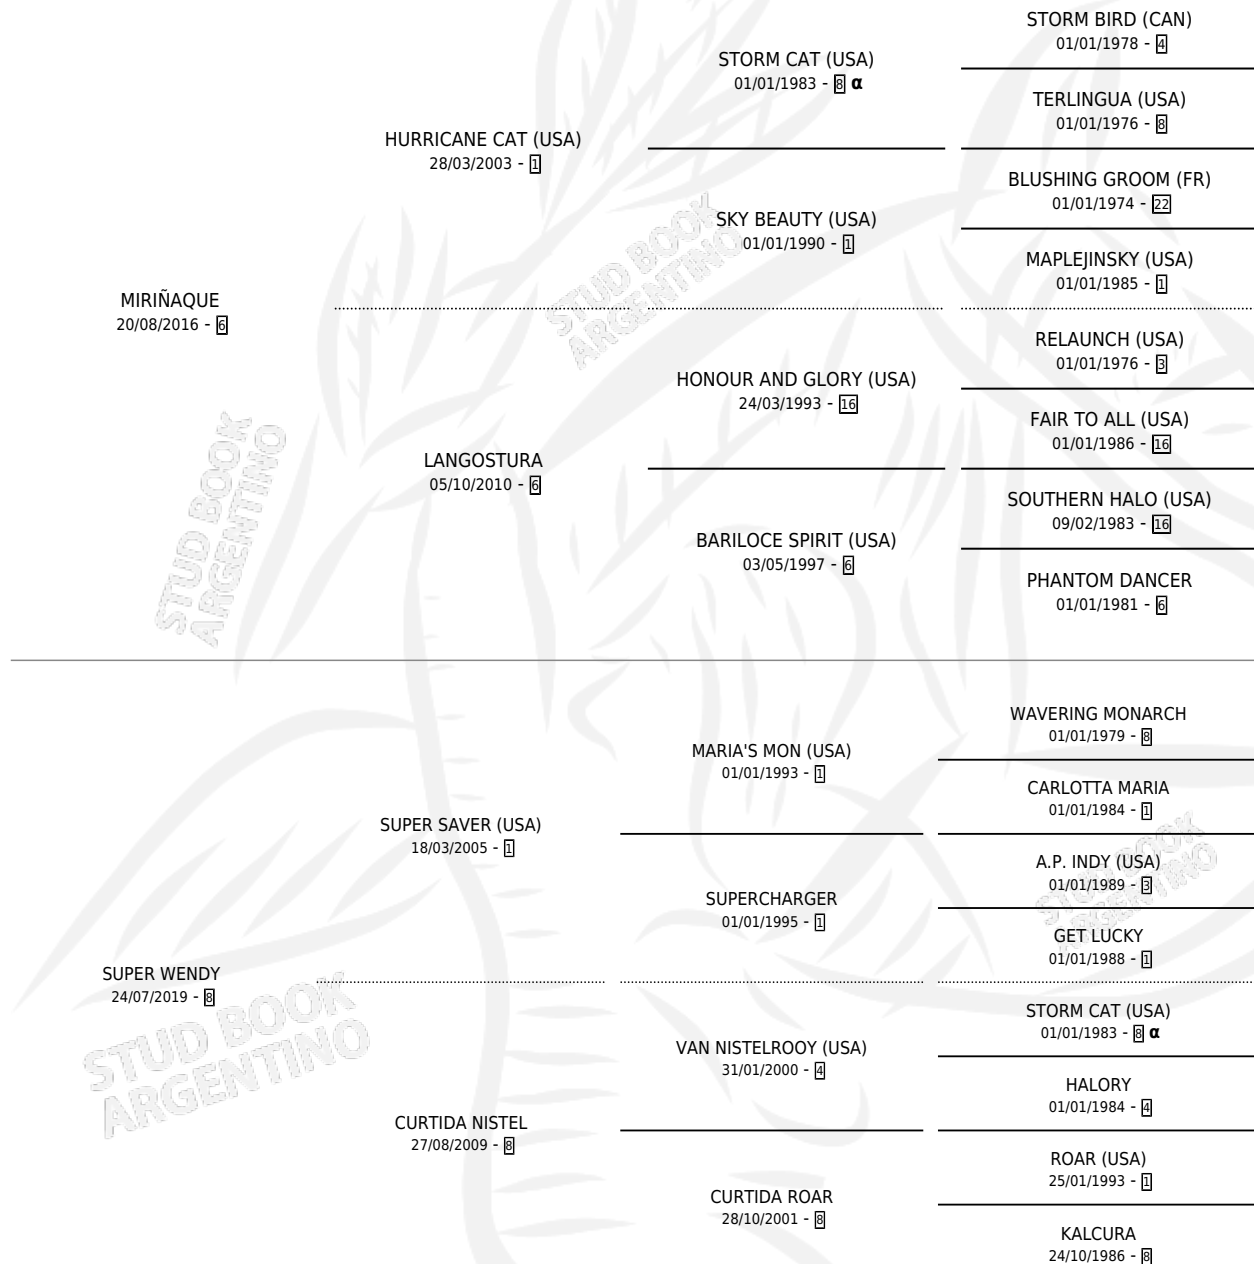 STORM BIRD (CAN)
01/01/1978 - 4
STORM CAT (USA)
01/01/1983 - 8 α
TERLINGUA (USA)
01/01/1976 - 8
HURRICANE CAT (USA)
28/03/2003 - 1
BLUSHING GROOM (FR)
01/01/1974 - 22
SKY BEAUTY (USA)
01/01/1990 - 1
MAPLEJINSKY (USA)
01/01/1985 - 1
MIRIÑAQUE
20/08/2016 - 6
RELAUNCH (USA)
01/01/1976 - 3
HONOUR AND GLORY (USA)
24/03/1993 - 16
FAIR TO ALL (USA)
01/01/1986 - 16
LANGOSTURA
05/10/2010 - 6
SOUTHERN HALO (USA)
09/02/1983 - 16
BARILOCE SPIRIT (USA)
03/05/1997 - 6
PHANTOM DANCER
01/01/1981 - 6
WAVERING MONARCH
01/01/1979 - 8
MARIA'S MON (USA)
01/01/1993 - 1
CARLOTTA MARIA
01/01/1984 - 1
SUPER SAVER (USA)
18/03/2005 - 1
A.P. INDY (USA)
01/01/1989 - 3
SUPERCHARGER
01/01/1995 - 1
GET LUCKY
01/01/1988 - 1
SUPER WENDY
24/07/2019 - 8
STORM CAT (USA)
01/01/1983 - 8 α
VAN NISTELROOY (USA)
31/01/2000 - 4
HALORY
01/01/1984 - 4
CURTIDA NISTEL
27/08/2009 - 8
ROAR (USA)
25/01/1993 - 1
CURTIDA ROAR
28/10/2001 - 8
KALCURA
24/10/1986 - 8
STUD BOOK
ARGENTINO
STUD BOOK
ARGENTINO
STUD BOOK
ARGENTINO
STUD BOOK
ARGENTINO